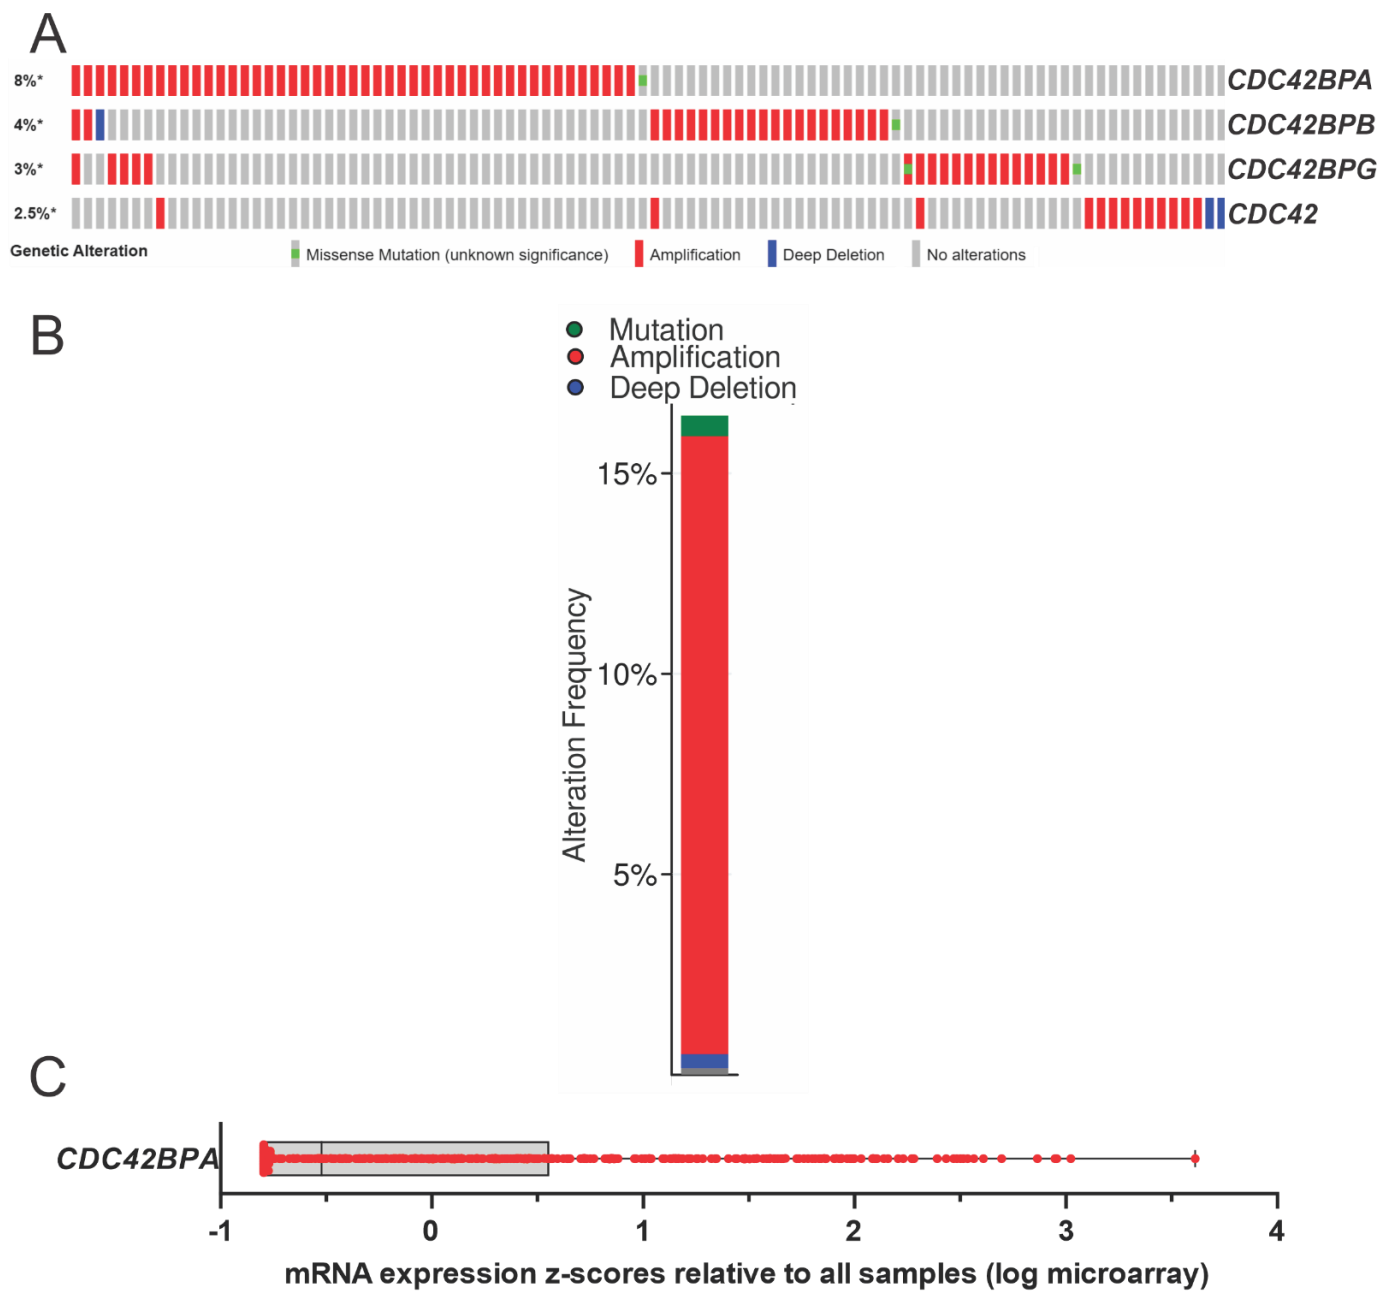 A
8%* CDC42BPA
4%* CDC42BPB
3%* CDC42BPG
2.5%* CDC42
Genetic Alteration Missense Mutation (unknown significance) Amplification Deep Deletion No alterations
B
Mutation
Amplification
Deep Deletion
15%
10%
5%
Alteration Frequency
C
CDC42BPA
-1 0 1 2 3 4
mRNA expression z-scores relative to all samples (log microarray)